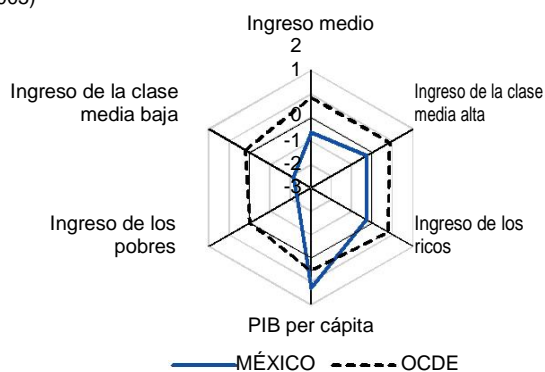 Ingreso medio
2
1
0
-1
-2
-3
Ingreso de la clase
media alta
Ingreso de los
ricos
PIB per cápita
Ingreso de los
pobres
Ingreso de la clase
media baja
MÉXICO
OCDE